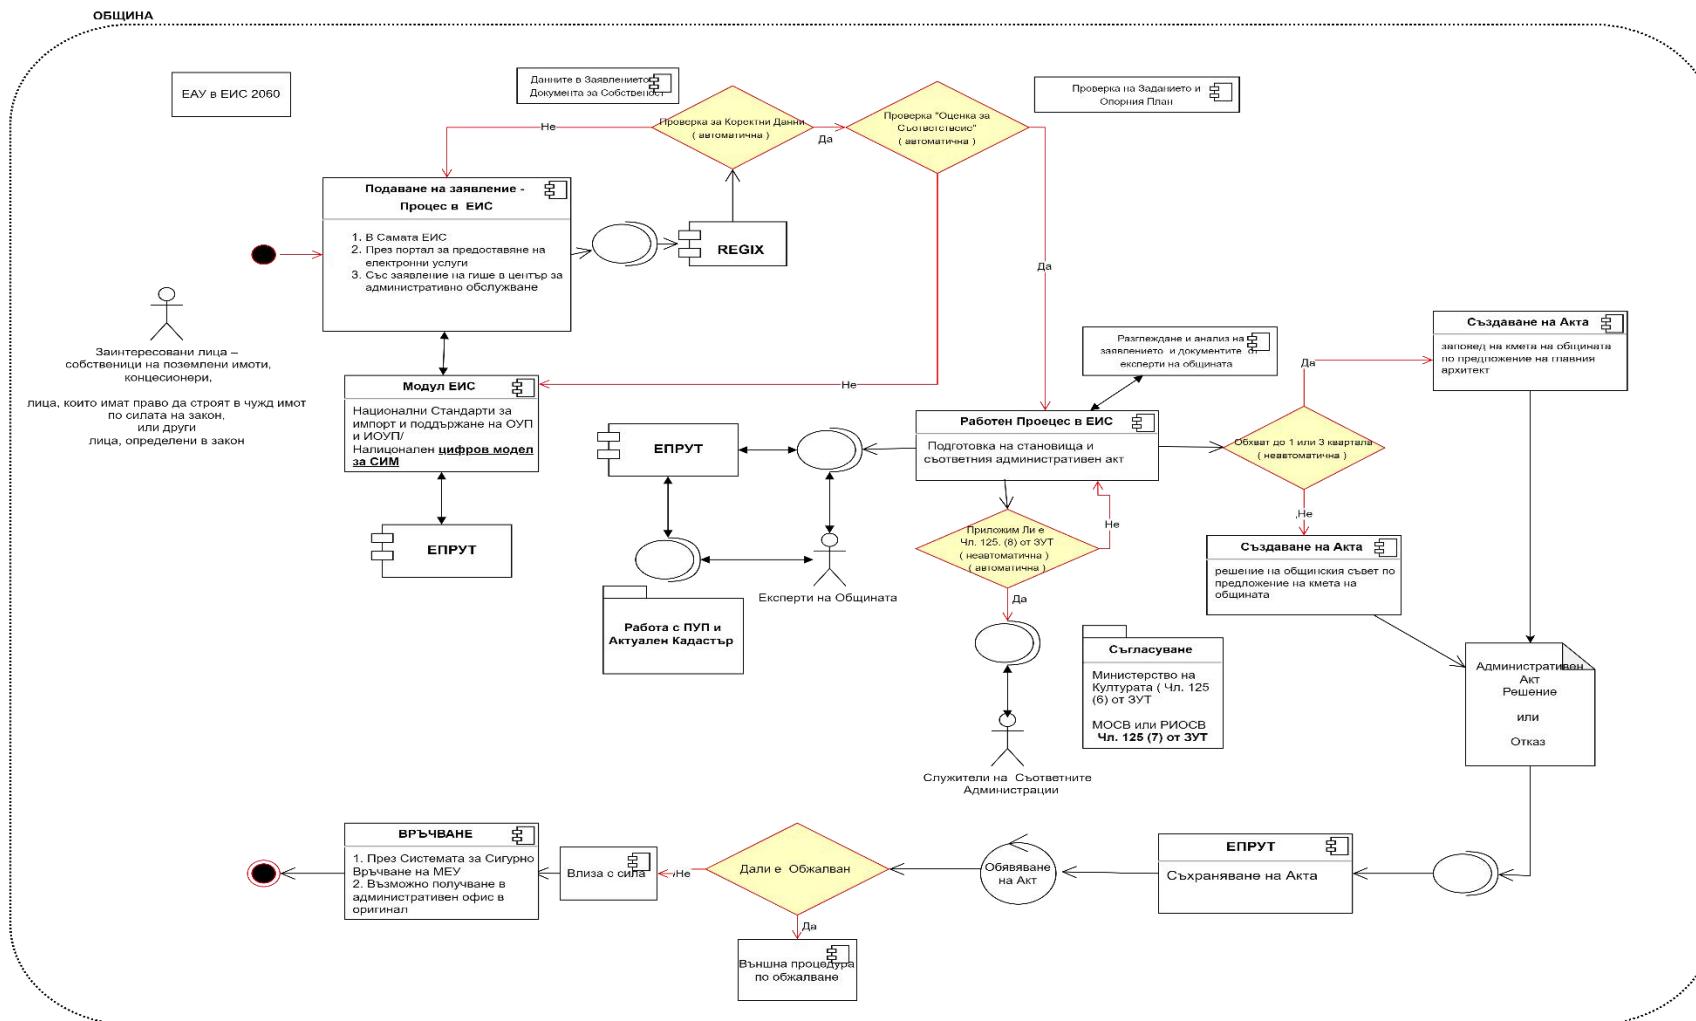 ОБЩИНА
ЕАУ в ЕИС 2060
Данните в Заявлението
Документа за Собственост
Проверка на Заданието и
Опорния План
Проверка за Коректни Данни
( автоматична )
Не
Да
Проверка "Оценка за
Съответствие"
( автоматична )
Да
Подаване на заявление -
Процес в ЕИС
1. В Самата ЕИС
2. През портал за предоставяне на
електронни услуги
3. Със заявление на гише в център за
административно обслужване
REGIX
Да
Заинтересовани лица –
собственици на поземлени имоти,
концесионери,
лица, които имат право да строят в чужд имот
по силата на закон,
или други
лица, определени в закон
Модул ЕИС
Национални Стандарти за
импорт и поддържане на ОУП
и ИОУП/
Налиционален цифров модел
за СИМ
Не
ЕПРУТ
ЕПРУТ
Разглеждане и анализ на
заявлението и документите от
експерти на общината
Работен Проецес в ЕИС
Подготовка на становища и
съответния административен акт
Да
Създаване на Акта
заповед на кмета на общината
по предложение на главния
архитект
Обхват до 1 или 3 квартала
( неавтоматична )
,Не
Създаване на Акта
решение на общинския съвет по
предложение на кмета на
общината
Приложим Ли е
Чл. 125. (8) от ЗУТ
( неавтоматична )
( автоматична )
Не
Да
Експерти на Общината
Работа с ПУП и
Актуален Кадастър
Съгласуване
Министерство на
Културата ( Чл. 125
(6) от ЗУТ
МОСВ или РИОСВ
Чл. 125 (7) от ЗУТ
Служители на Съответните
Администрации
Административен
Акт
Решение
или
Отказ
ВРЪЧВАНЕ
1. През Системата за Сигурно
Връчване на МЕУ
2. Възможно получване в
административен офис в
оригинал
Влиза с сила
,Не
Дали е Обжалван
Да
Външна процедура
по обжалване
Обявяване
на Акт
ЕПРУТ
Съхраняване на Акта